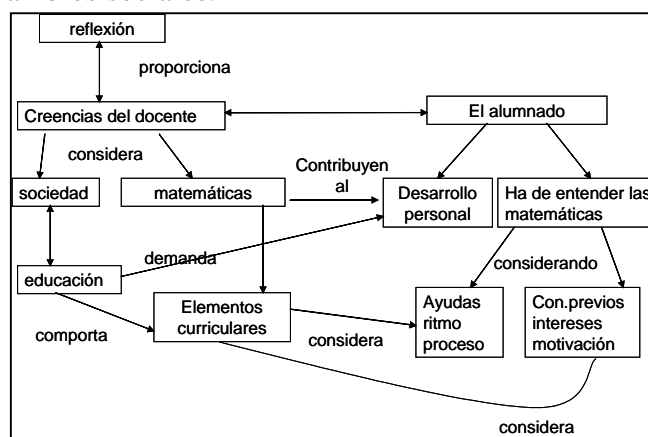 reflexión
proporciona
Creencias del docente
El alumnado
considera
Contribuyen
al
sociedad
matemáticas
Desarrollo
personal
Ha de entender las
matemáticas
demanda
considerando
educación
Elementos
curriculares
Ayudas
ritmo
proceso
Con.previos
intereses
motivación
comporta
considera
considera